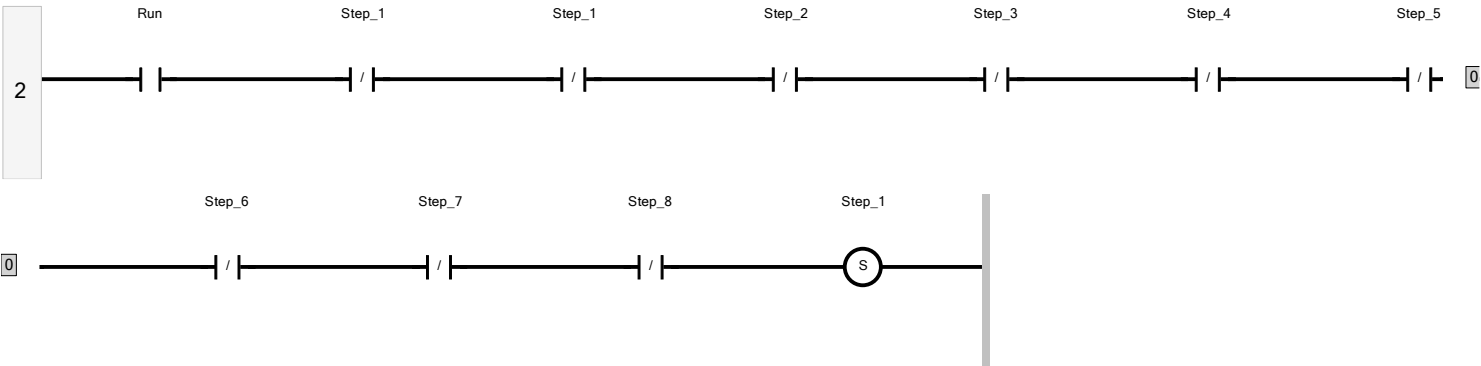 Run Step_1 Step_1 Step_2 Step_3 Step_4 Step_5
2 / / / / / / 0
Step_6 Step_7 Step_8 Step_1
0 / / / S